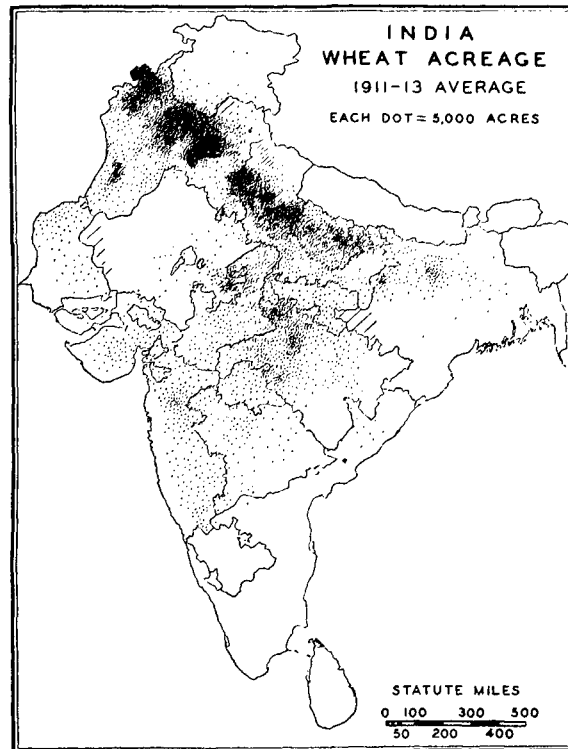 INDIA
WHEAT ACREAGE
1911-13 AVERAGE
EACH DOT = 5,000 ACRES
STATUTE MILES
0 100 300 500
50 200 400